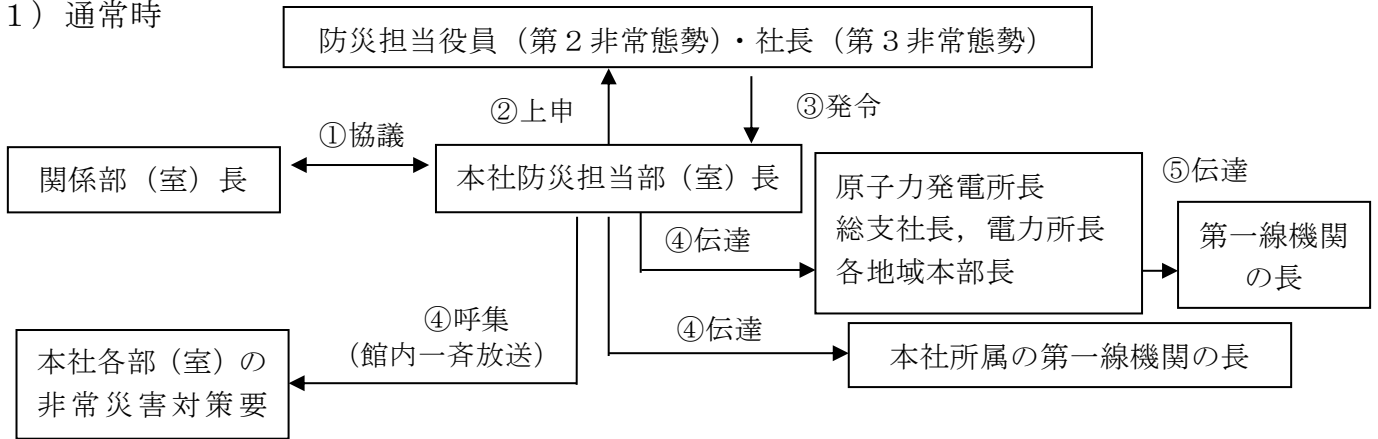 １）通常時
防災担当役員（第２非常態勢）・社長（第３非常態勢）
②上申
③発令
①協議
関係部（室）長
本社防災担当部（室）長
原子力発電所長
総支社長，電力所長
各地域本部長
⑤伝達
④伝達
第一線機関
の長
④呼集
（館内一斉放送）
④伝達
本社各部（室）の
非常災害対策要
本社所属の第一線機関の長